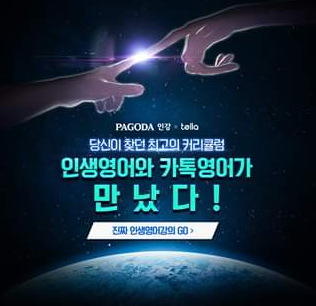 PAGODA 인강 × tella
당신이 찾던 최고의 커리큘럼
인생영어와 카톡영어가
만났다!
진짜 인생영어강의 GO >